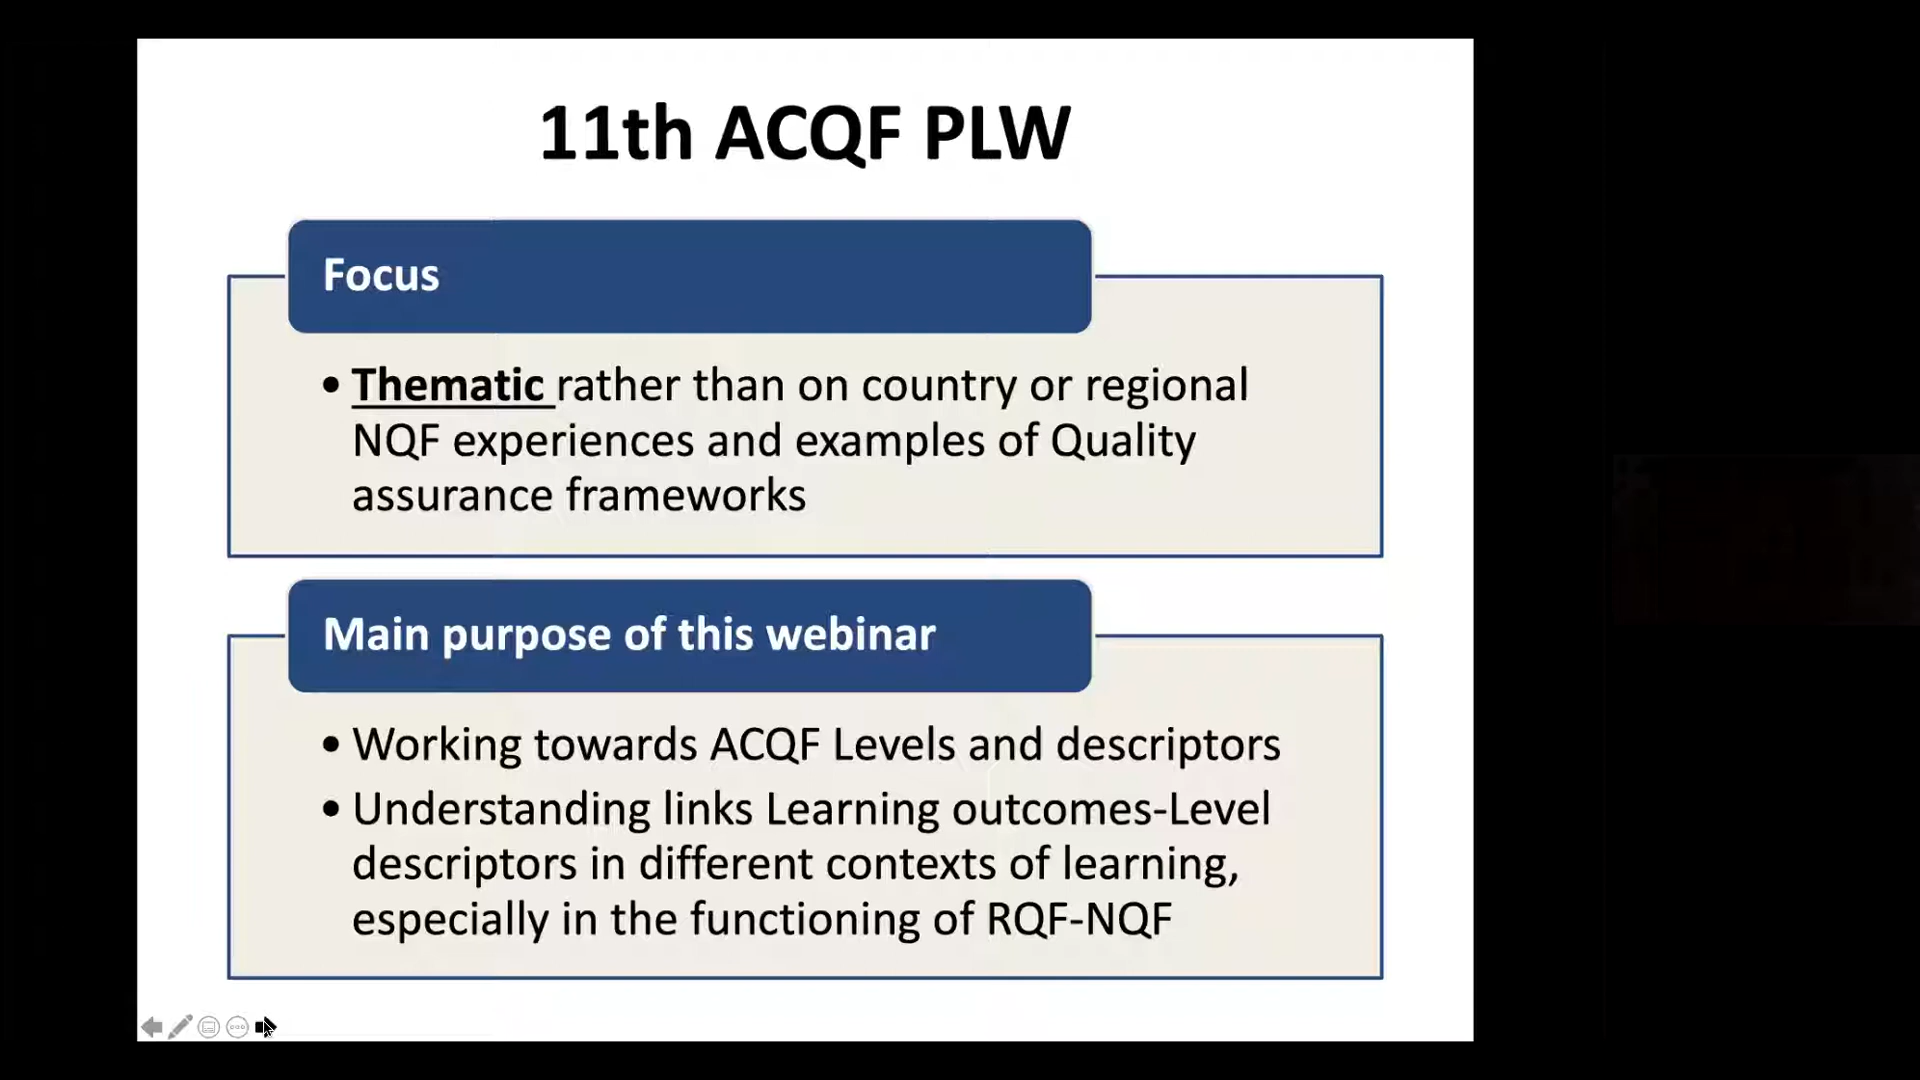 11th ACQF PLW
Focus
• Thematic rather than on country or regional
NQF experiences and examples of Quality
assurance frameworks
Main purpose of this webinar
• Working towards ACQF Levels and descriptors
• Understanding links Learning outcomes-Level
descriptors in different contexts of learning,
especially in the functioning of RQF-NQF